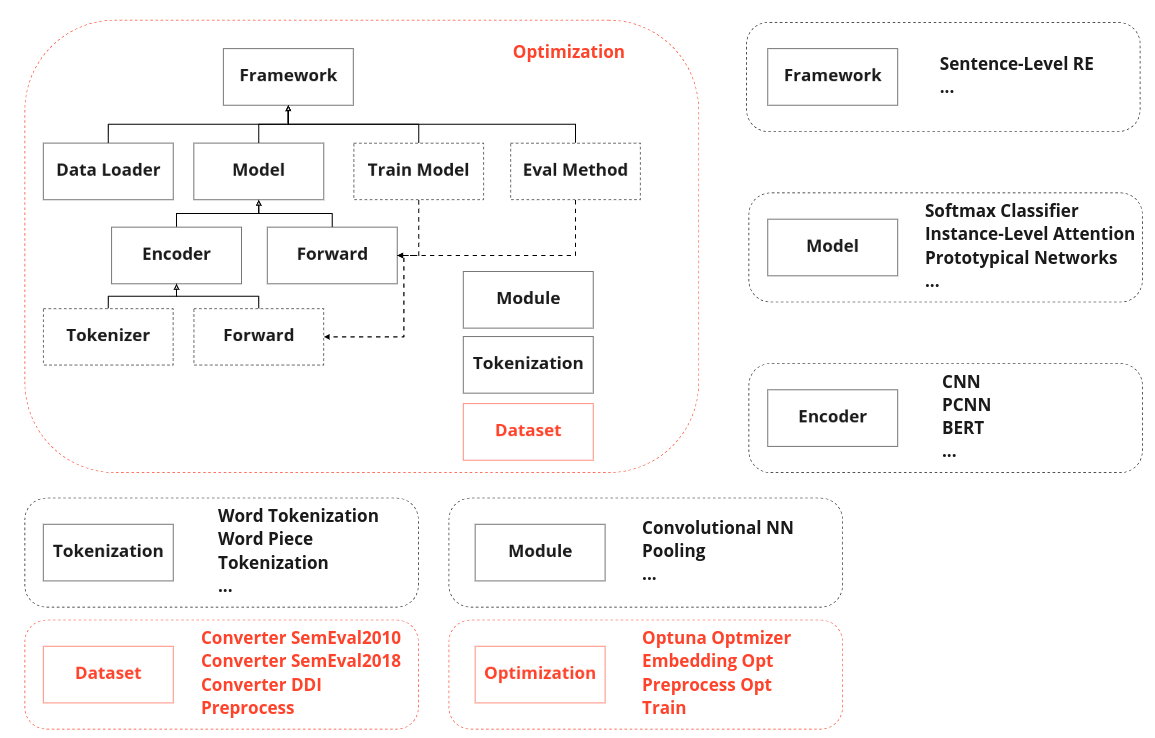 Optimization
Framework
Data Loader
Model
Train Model
Eval Method
Encoder
Forward
Tokenizer
Forward
Module
Tokenization
Dataset
Framework
Sentence-Level RE
...
Model
Softmax Classifier
Instance-Level Attention
Prototypical Networks
...
Encoder
CNN
PCNN
BERT
...
Tokenization
Word Tokenization
Word Piece
Tokenization
...
Module
Convolutional NN
Pooling
...
Dataset
Converter SemEval2010
Converter SemEval2018
Converter DDI
Preprocess
Optimization
Optuna Optmizer
Embedding Opt
Preprocess Opt
Train